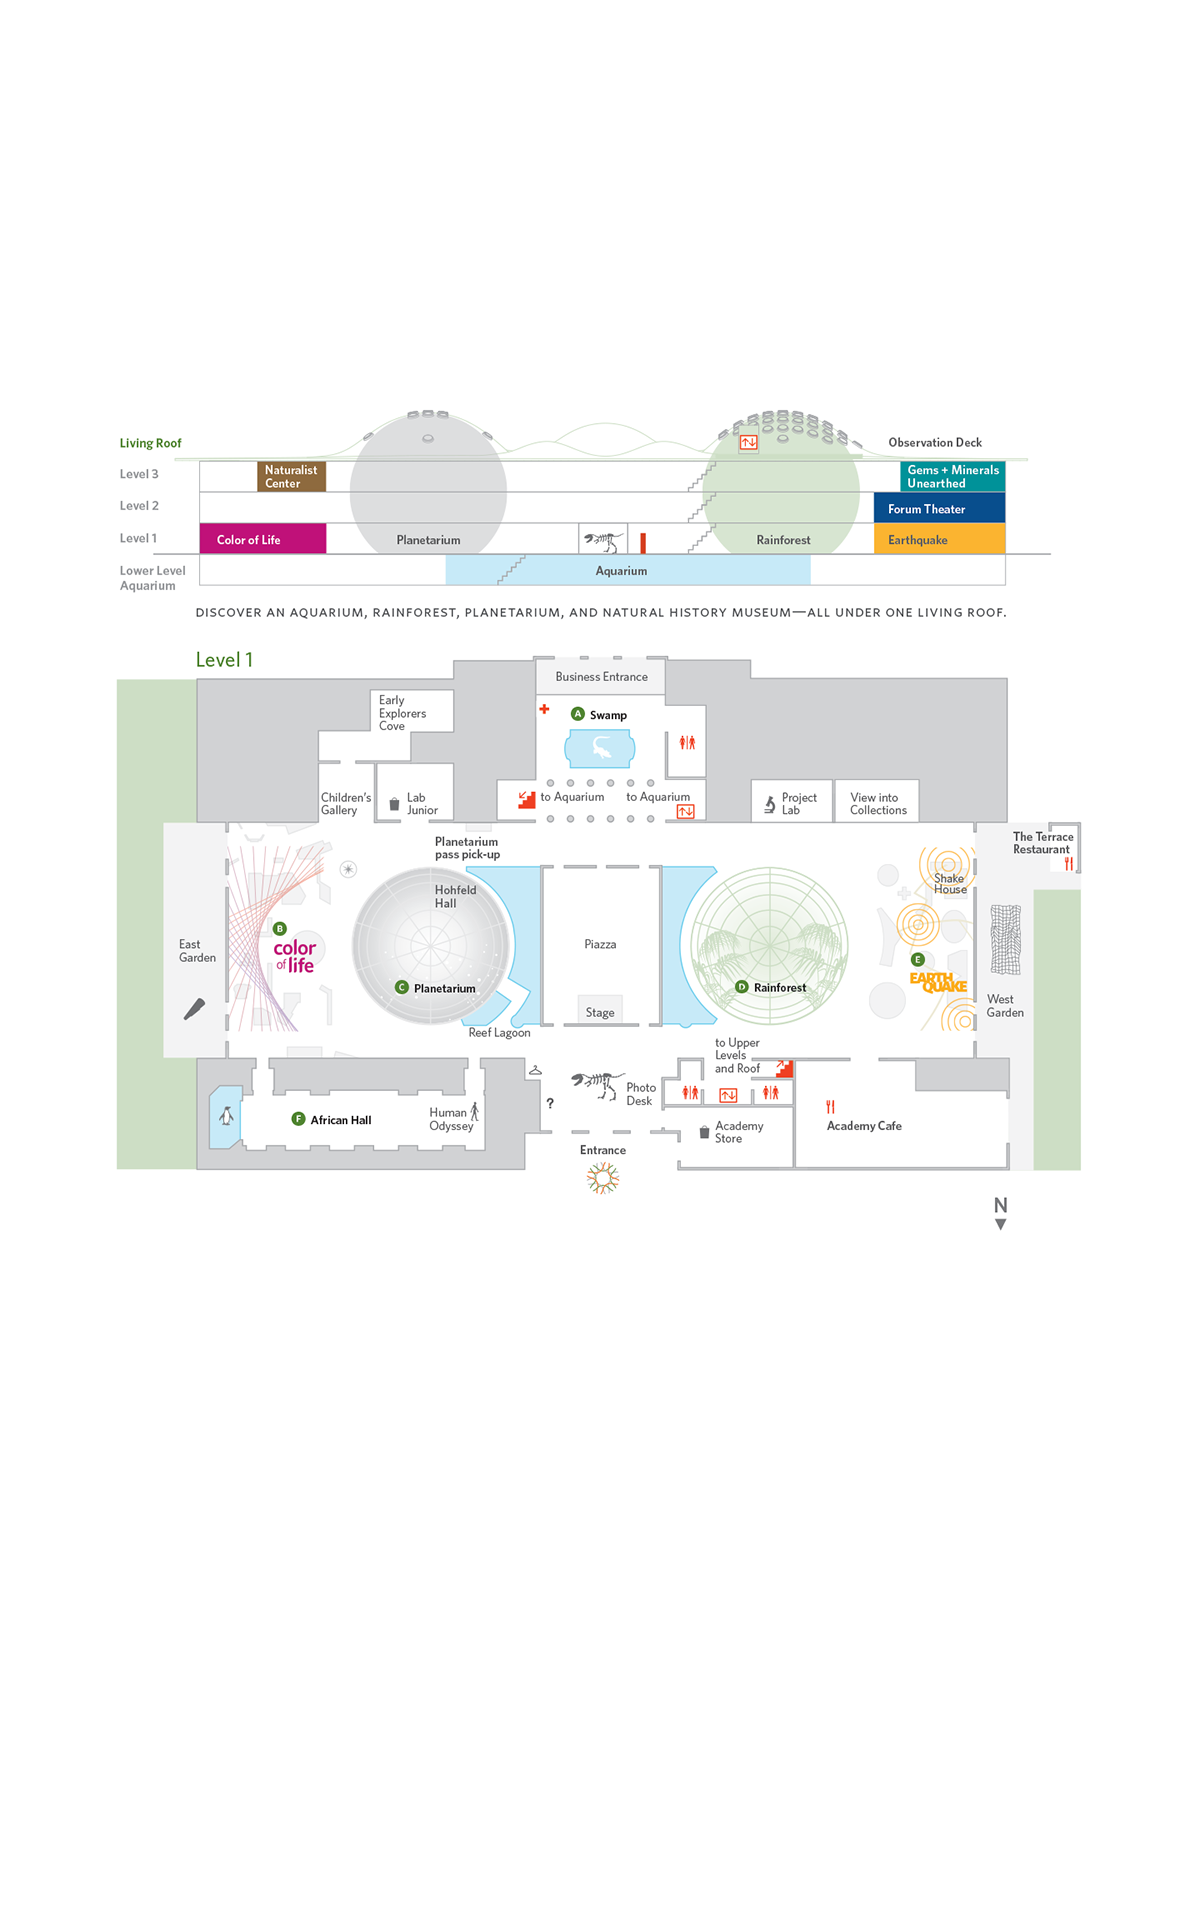 Living Roof
Observation Deck
Level 3
Naturalist
Center
Gems + Minerals
Unearthed
Level 2
Forum Theater
Level 1
Color of Life
Planetarium
Rainforest
Earthquake
Lower Level
Aquarium
Aquarium
DISCOVER AN AQUARIUM, RAINFOREST, PLANETARIUM, AND NATURAL HISTORY MUSEUM—ALL UNDER ONE LIVING ROOF.
Level 1
Business Entrance
Early
Explorers
Cove
A Swamp
Children's
Gallery
Lab
Junior
to Aquarium
to Aquarium
Project
Lab
View into
Collections
Planetarium
pass pick-up
The Terrace
Restaurant
Hohfeld
Hall
Shake
House
B
color
of life
East
Garden
Piazza
E
EARTH
QUAKE
C Planetarium
D Rainforest
West
Garden
Stage
Reef Lagoon
to Upper
Levels
and Roof
Photo
Desk
?
F African Hall
Human
Odyssey
Academy
Store
Academy Cafe
Entrance
N